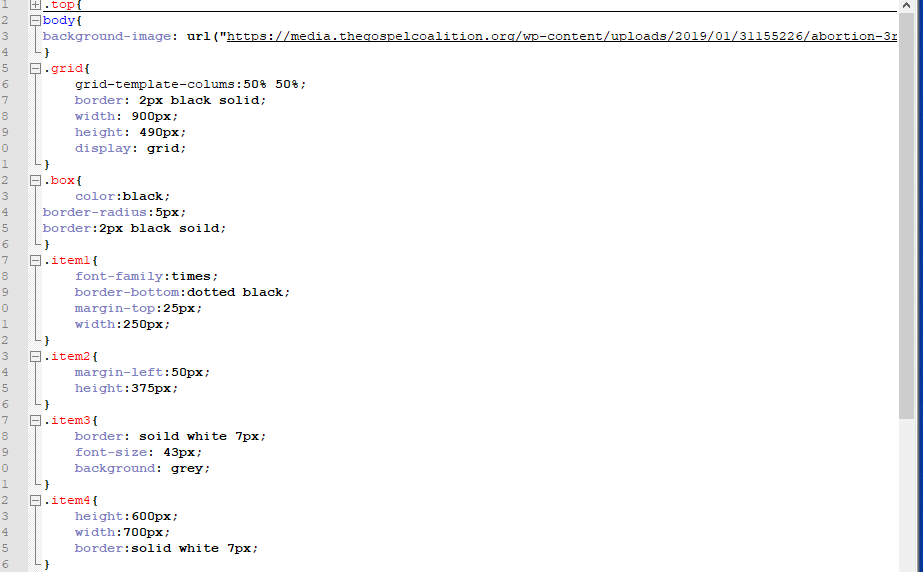 1 .top{
2 body{
3 background-image: url("https://media.thegospelcoalition.org/wp-content/uploads/2019/01/31155226/abortion-3r
4 }
5 .grid{
6 grid-template-colums:50% 50%;
7 border: 2px black solid;
8 width: 900px;
9 height: 490px;
0 display: grid;
1 }
2 .box{
3 color:black;
4 border-radius:5px;
5 border:2px black soild;
6 }
7 .item1{
8 font-family:times;
9 border-bottom:dotted black;
0 margin-top:25px;
1 width:250px;
2 }
3 .item2{
4 margin-left:50px;
5 height:375px;
6 }
7 .item3{
8 border: soild white 7px;
9 font-size: 43px;
0 background: grey;
1 }
2 .item4{
3 height:600px;
4 width:700px;
5 border:solid white 7px;
6 }